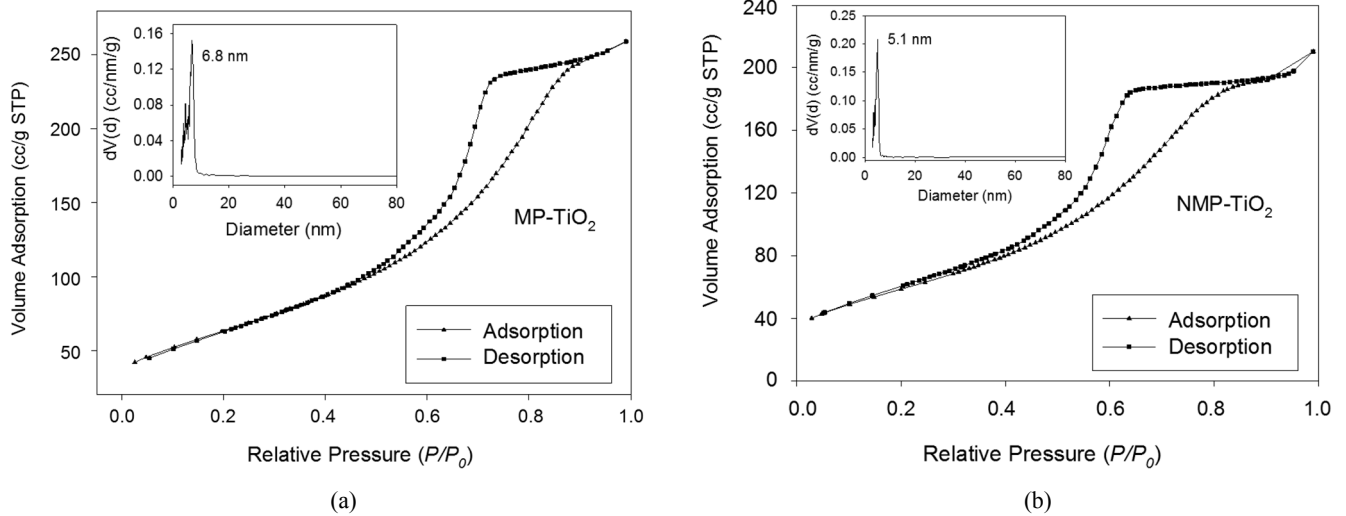 (a)
Volume Adsorption (cc/g STP)
250
200
150
100
50
0.0 0.2 0.4 0.6 0.8 1.0
Relative Pressure (P/P₀)
dV(d) (cc/nm/g)
0.16
0.12
0.08
0.04
0.00
0 20 40 60 80
Diameter (nm)
6.8 nm
MP-TiO₂
Adsorption
Desorption
(b)
Volume Adsorption (cc/g STP)
240
200
160
120
80
40
0
0.0 0.2 0.4 0.6 0.8 1.0
Relative Pressure (P/P₀)
dV(d) (cc/nm/g)
0.25
0.20
0.15
0.10
0.05
0.00
0 20 40 60 80
Diameter (nm)
5.1 nm
NMP-TiO₂
Adsorption
Desorption